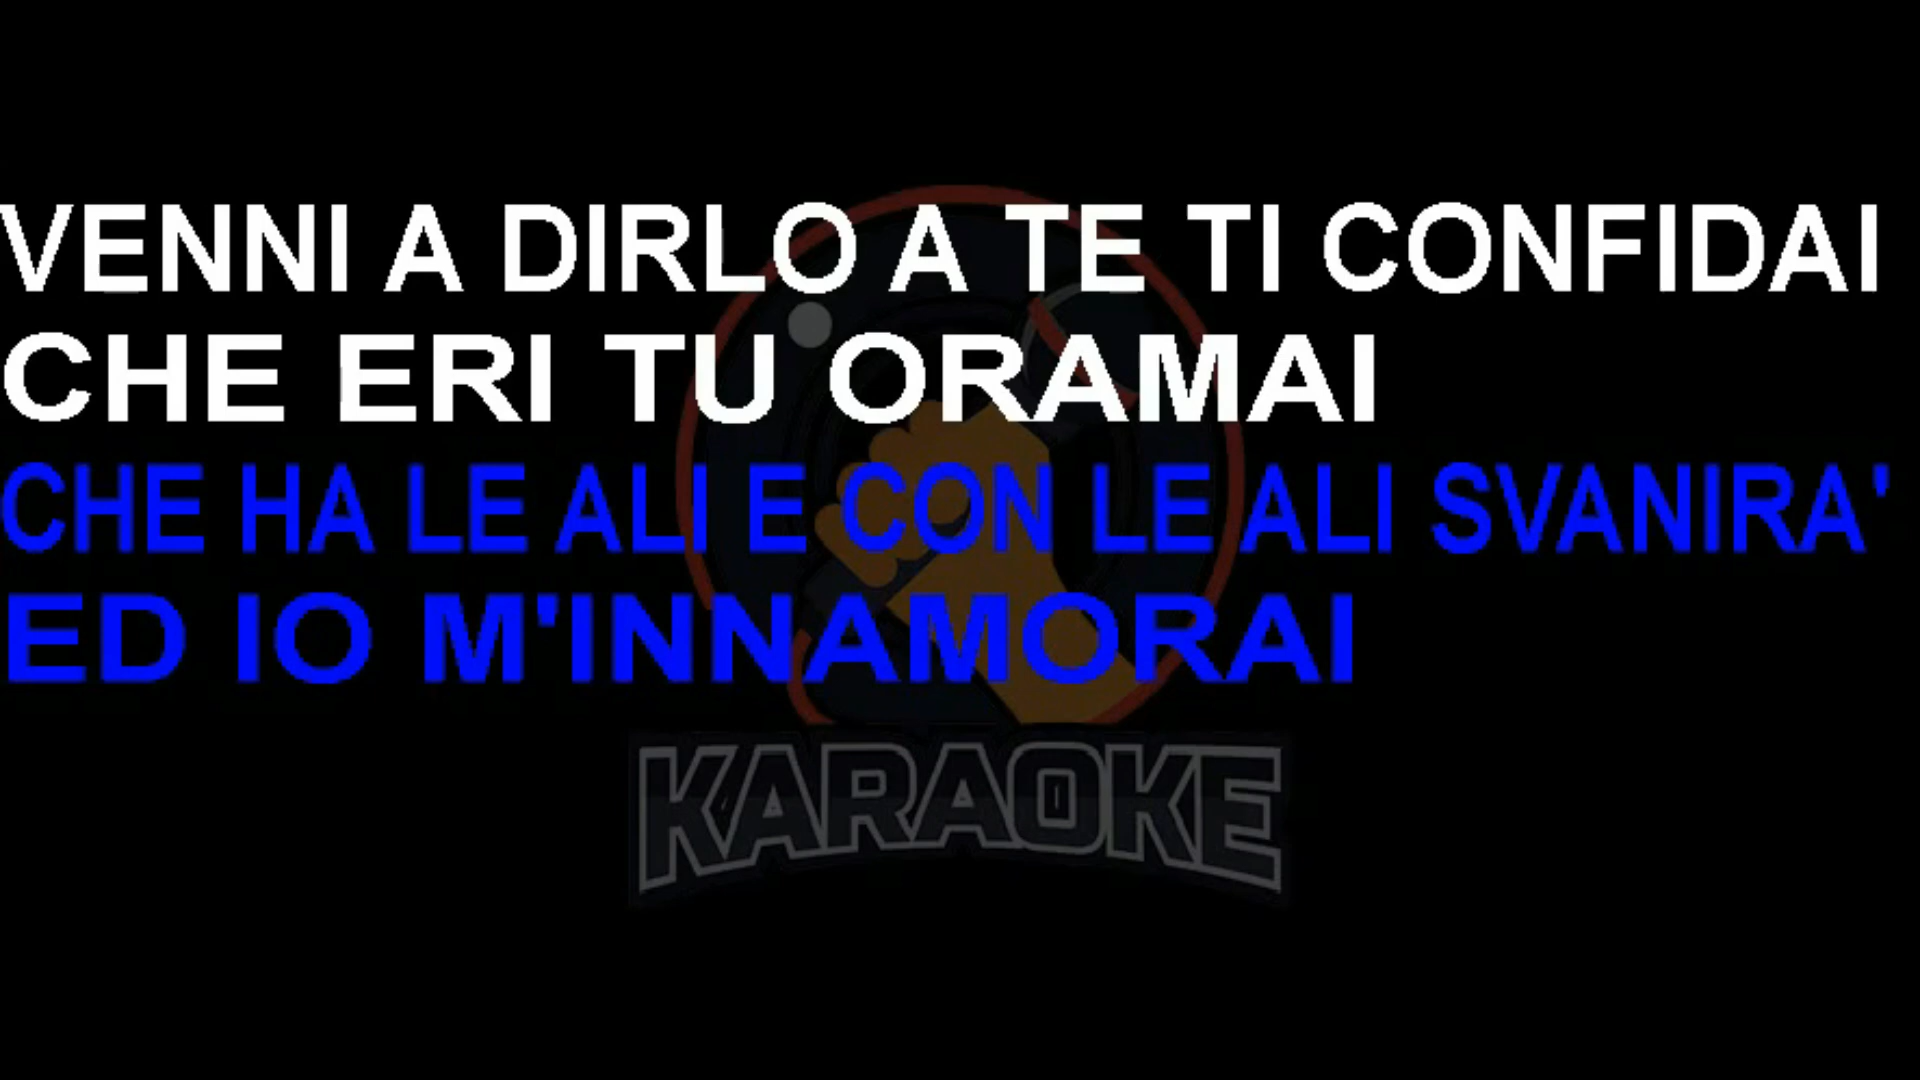 VENNI A DIRLO A TE TI CONFIDAI
CHE ERI TU ORAMAI
CHE HA LE ALI E CON LE ALI SVANIRA'
ED IO M'INNAMORAI
KARAOKE